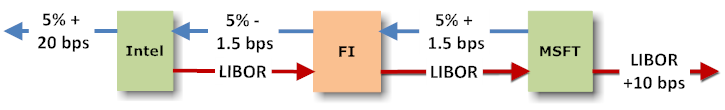 5% +
20 bps
Intel
5% -
1.5 bps
LIBOR
FI
5% +
1.5 bps
LIBOR
MSFT
LIBOR
+10 bps